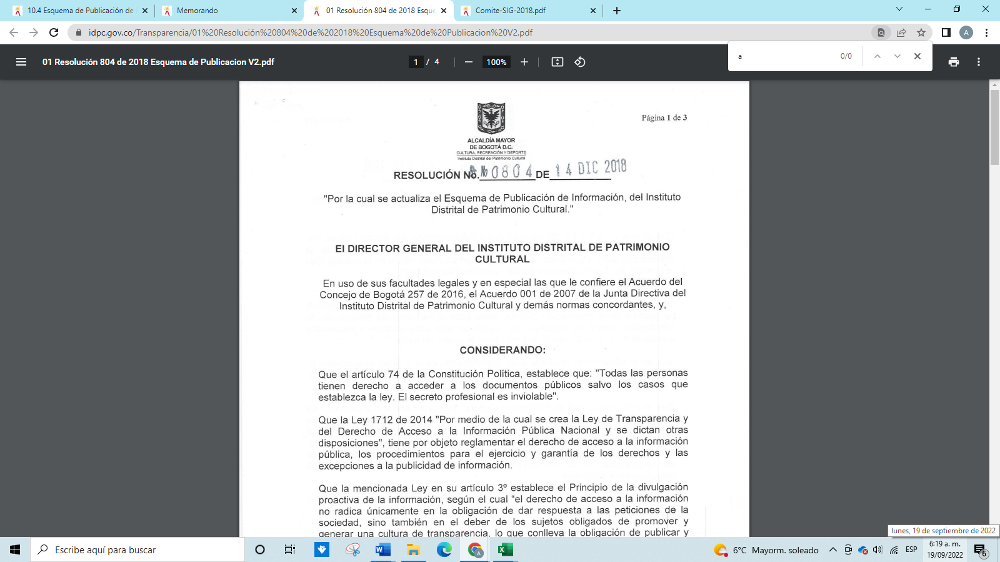 10.4 Esquema de Publicación de
Memorando
01 Resolución 804 de 2018 Esque
Comite-SIG-2018.pdf
idpc.gov.co/Transparencia/01%20Resolución%20804%20de%202018%20Esquema%20de%20Publicacion%20V2.pdf
A
01 Resolución 804 de 2018 Esquema de Publicacion V2.pdf
1 / 4
100%
a
0/0
Página 1 de 3
ALCALDÍA MAYOR
DE BOGOTÁ D.C.
CULTURA, RECREACIÓN Y DEPORTE
Instituto Distrital del Patrimonio Cultural
RESOLUCIÓN No. 0804 DE 14 DIC 2018
"Por la cual se actualiza el Esquema de Publicación de Información, del Instituto
Distrital de Patrimonio Cultural."
El DIRECTOR GENERAL DEL INSTITUTO DISTRITAL DE PATRIMONIO
CULTURAL
En uso de sus facultades legales y en especial las que le confiere el Acuerdo del
Concejo de Bogotá 257 de 2016, el Acuerdo 001 de 2007 de la Junta Directiva del
Instituto Distrital de Patrimonio Cultural y demás normas concordantes, y,
CONSIDERANDO:
Que el artículo 74 de la Constitución Política, establece que: "Todas las personas
tienen derecho a acceder a los documentos públicos salvo los casos que
establezca la ley. El secreto profesional es inviolable".
Que la Ley 1712 de 2014 "Por medio de la cual se crea la Ley de Transparencia y
del Derecho de Acceso a la Información Pública Nacional y se dictan otras
disposiciones", tiene por objeto reglamentar el derecho de acceso a la información
pública, los procedimientos para el ejercicio y garantía de los derechos y las
excepciones a la publicidad de información.
Que la mencionada Ley en su artículo 3º establece el Principio de la divulgación
proactiva de la información, según el cual “el derecho de acceso a la información
no radica únicamente en la obligación de dar respuesta a las peticiones de la
sociedad, sino también en el deber de los sujetos obligados de promover y
generar una cultura de transparencia, lo que conlleva la obligación de publicar y
lunes, 19 de septiembre de 2022
Escribe aquí para buscar
6°C Mayorm. soleado
ESP
6:19 a. m.
19/09/2022
6